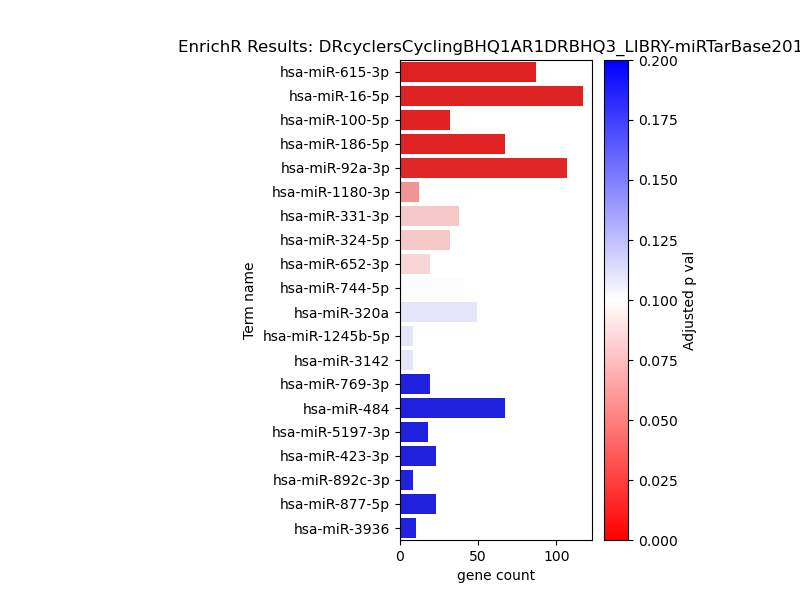 EnrichR Results: DRcyclersCyclingBHQ1AR1DRBHQ3_LIBRY-miRTarBase201
hsa-miR-615-3p
hsa-miR-16-5p
hsa-miR-100-5p
hsa-miR-186-5p
hsa-miR-92a-3p
hsa-miR-1180-3p
hsa-miR-331-3p
hsa-miR-324-5p
hsa-miR-652-3p
hsa-miR-744-5p
hsa-miR-320a
hsa-miR-1245b-5p
hsa-miR-3142
hsa-miR-769-3p
hsa-miR-484
hsa-miR-5197-3p
hsa-miR-423-3p
hsa-miR-892c-3p
hsa-miR-877-5p
hsa-miR-3936
Term name
0
50
100
gene count
0.200
0.175
0.150
0.125
0.100
0.075
0.050
0.025
0.000
Adjusted p val